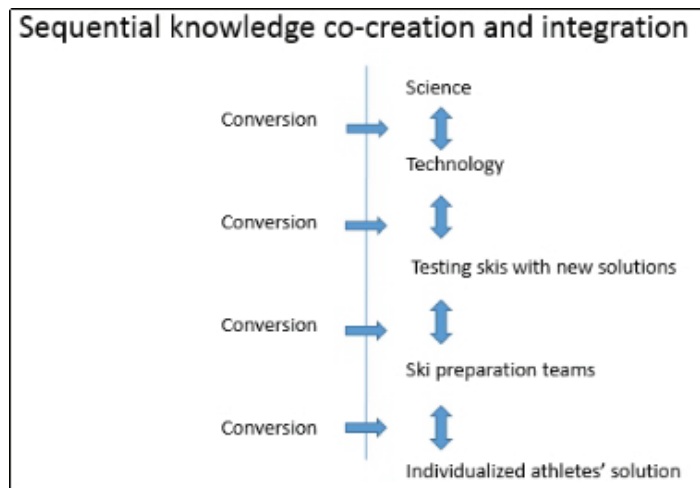 Sequential knowledge co-creation and integration
Science
Conversion
Technology
Conversion
Testing skis with new solutions
Conversion
Ski preparation teams
Conversion
Individualized athletes' solution